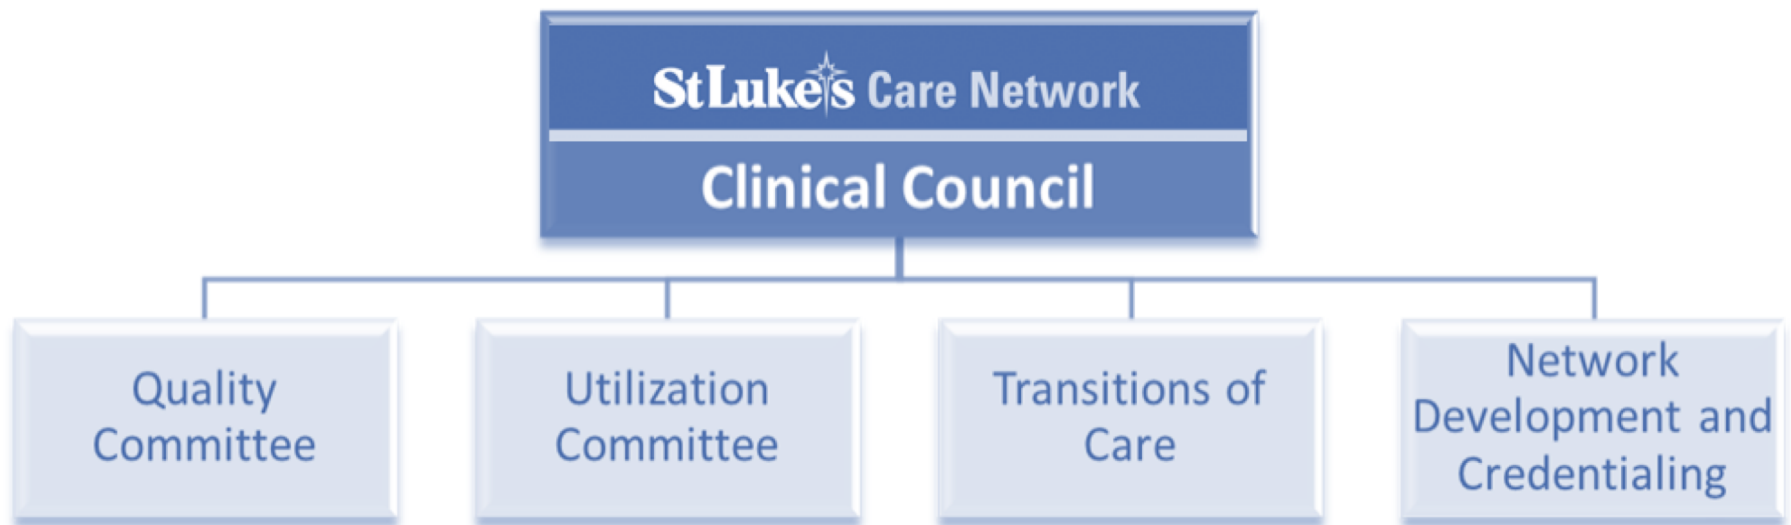 StLuke's Care Network
Clinical Council
Quality
Committee
Utilization
Committee
Transitions of
Care
Network
Development and
Credentialing